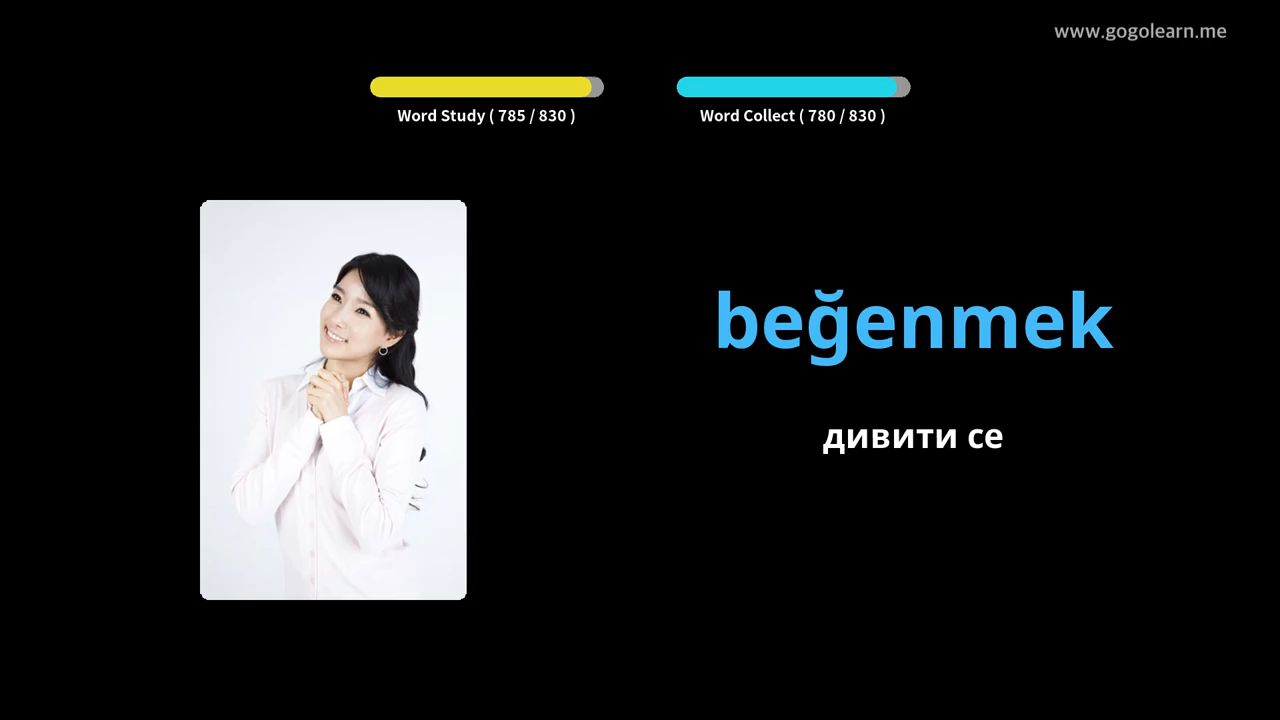 www.gogolearn.me
Word Study ( 785 / 830 )
Word Collect ( 780 / 830 )
beğenmek
дивити се